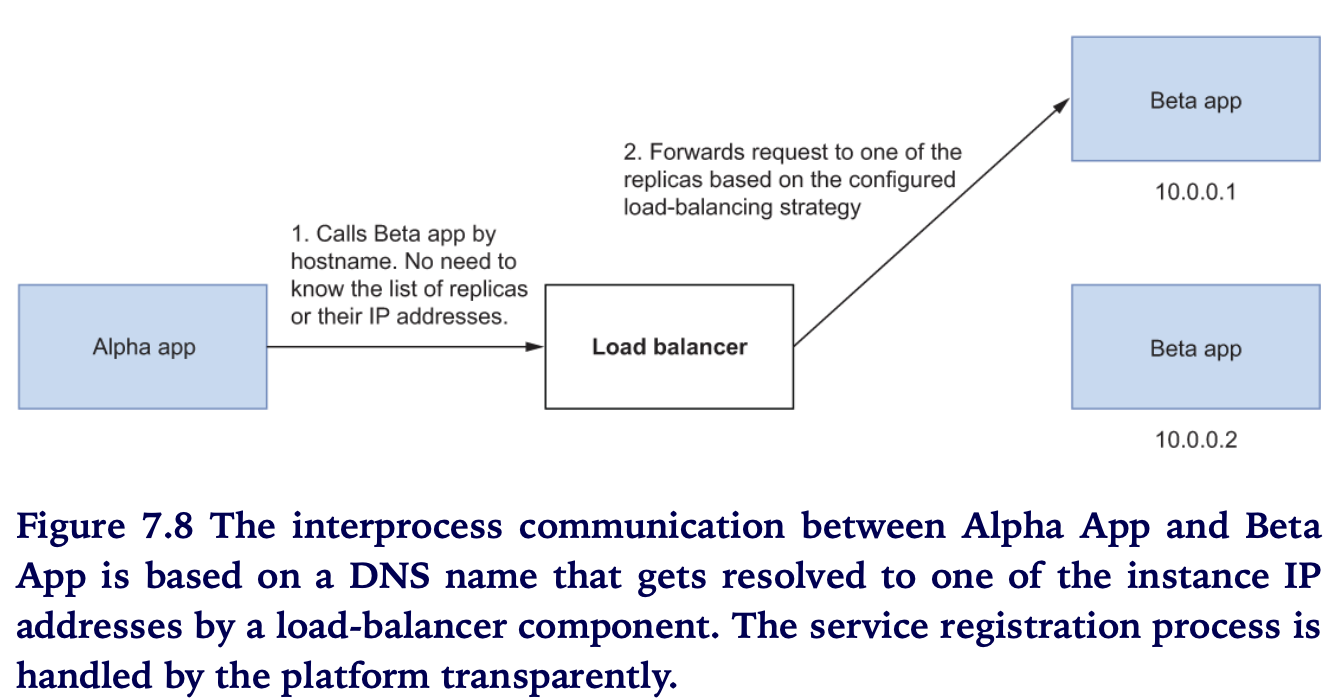 Beta app
2. Forwards request to one of the
replicas based on the configured
load-balancing strategy
10.0.0.1
1. Calls Beta app by
hostname. No need to
know the list of replicas
or their IP addresses.
Alpha app
Load balancer
Beta app
10.0.0.2
Figure 7.8 The interprocess communication between Alpha App and Beta
App is based on a DNS name that gets resolved to one of the instance IP
addresses by a load-balancer component. The service registration process is
handled by the platform transparently.